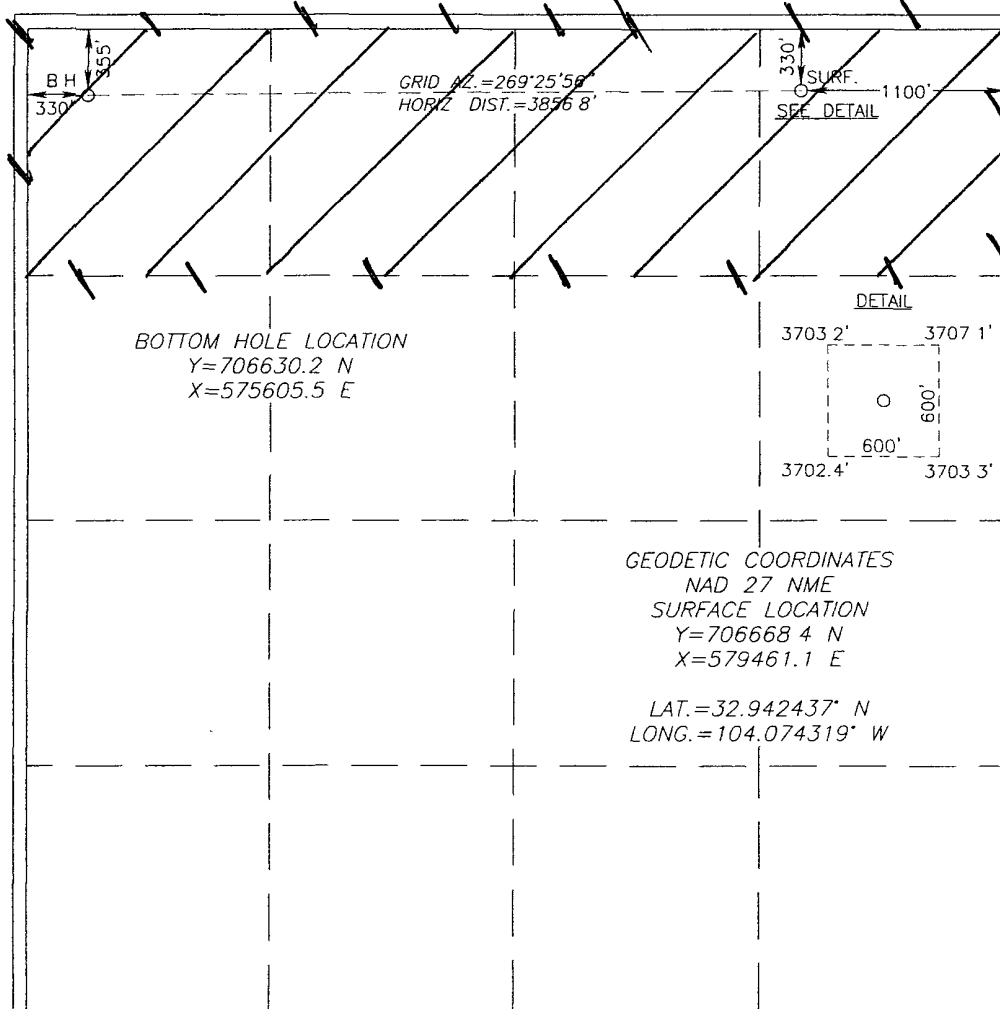 355'
330'
B H
330'
GRID AZ.=269°25'56"
HORIZ DIST.=3856 8'
SURF.
1100'
SEE DETAIL
DETAIL
3703 2'
3707 1'
600'
600'
3702.4'
3703 3'
BOTTOM HOLE LOCATION
Y=706630.2 N
X=575605.5 E
GEODETIC COORDINATES
NAD 27 NME
SURFACE LOCATION
Y=706668 4 N
X=579461.1 E
LAT.=32.942437° N
LONG.=104.074319° W